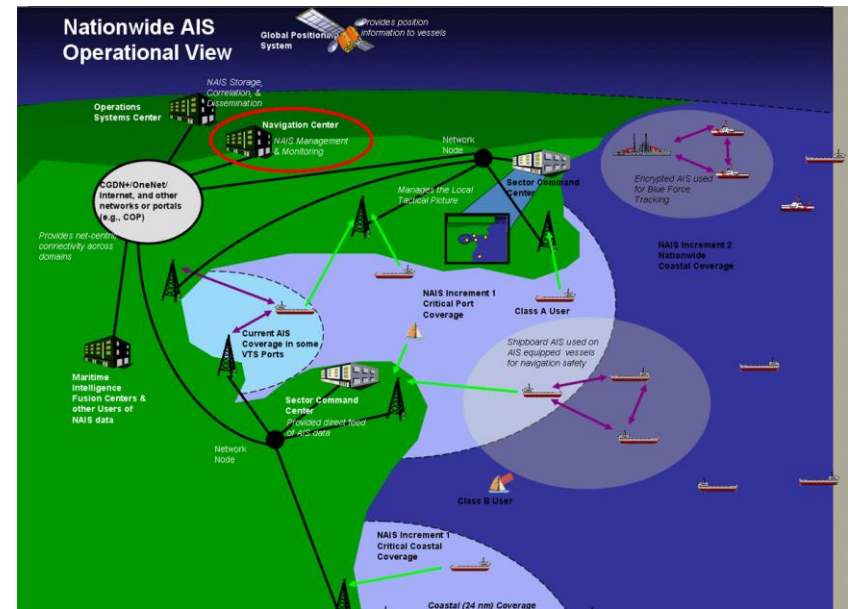 Nationwide AIS
Operational View
Global Positioning
System
Provides position
information to vessels
NAIS Storage,
Correlation, &
Dissemination
Operations
Systems Center
Navigation Center
NAIS Management
& Monitoring
Network
Node
Sector Command
Center
Encrypted AIS used
for Blue Force
Tracking
CGDN+/OneNet/
Internet, and other
networks or portals
(e.g., COP)
Manages the Local
Tactical Picture
Provides net-centric
connectivity across
domains
NAIS Increment 2
Nationwide
Coastal Coverage
NAIS Increment 1
Critical Port
Coverage
Class A User
Current AIS
Coverage in some
VTS Ports
Shipboard AIS used on
AIS equipped vessels
for navigation safety
Maritime
Intelligence
Fusion Centers &
other Users of
NAIS data
Sector Command
Center
Provided direct feed
of AIS data
Network
Node
Class B User
NAIS Increment 1
Critical Coastal
Coverage
Coastal (24 nm) Coverage